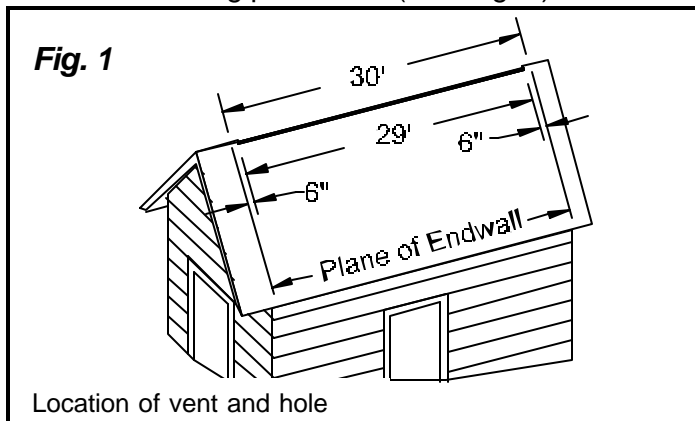 Fig. 1
30'
29'
6"
6"
Plane of Endwall
Location of vent and hole